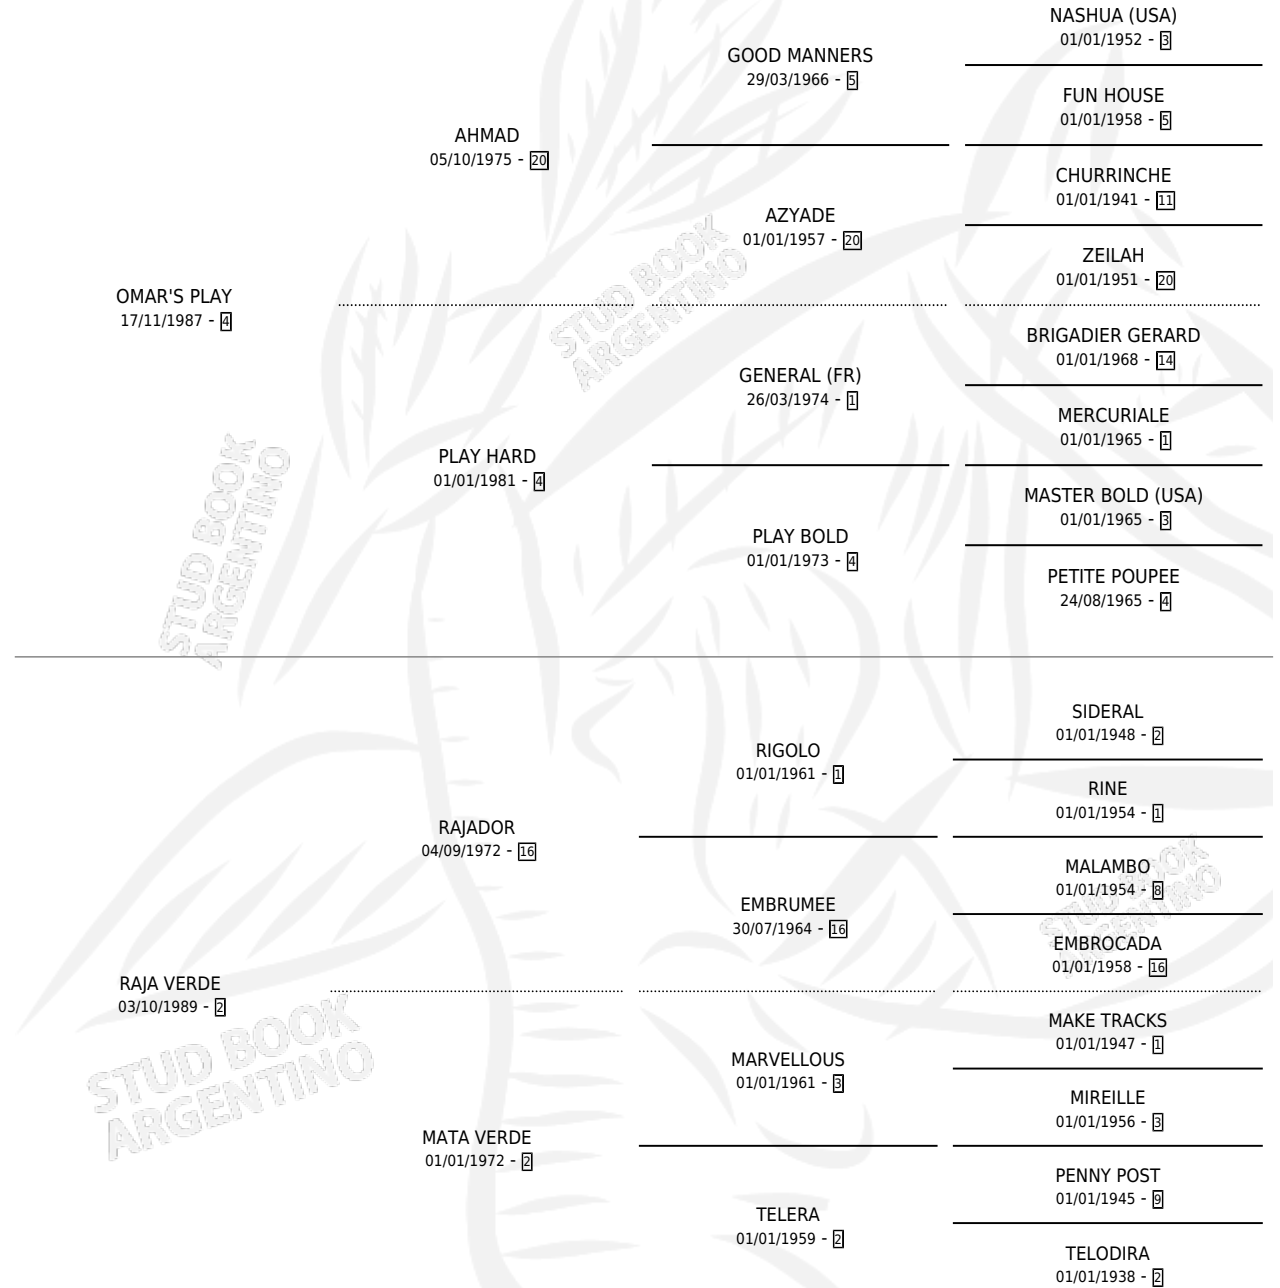 NASHUA (USA)
01/01/1952 - 3
GOOD MANNERS
29/03/1966 - 5
FUN HOUSE
01/01/1958 - 5
AHMAD
05/10/1975 - 20
CHURRINCHE
01/01/1941 - 11
AZYADE
01/01/1957 - 20
ZEILAH
01/01/1951 - 20
OMAR'S PLAY
17/11/1987 - 4
BRIGADIER GERARD
01/01/1968 - 14
GENERAL (FR)
26/03/1974 - 1
MERCURIALE
01/01/1965 - 1
PLAY HARD
01/01/1981 - 4
MASTER BOLD (USA)
01/01/1965 - 3
PLAY BOLD
01/01/1973 - 4
PETITE POUPEE
24/08/1965 - 4
SIDERAL
01/01/1948 - 2
RIGOLO
01/01/1961 - 1
RINE
01/01/1954 - 1
RAJADOR
04/09/1972 - 16
MALAMBO
01/01/1954 - 8
EMBRUMEE
30/07/1964 - 16
EMBROCADA
01/01/1958 - 16
RAJA VERDE
03/10/1989 - 2
MAKE TRACKS
01/01/1947 - 1
MARVELLOUS
01/01/1961 - 3
MIREILLE
01/01/1956 - 3
MATA VERDE
01/01/1972 - 2
PENNY POST
01/01/1945 - 9
TELERA
01/01/1959 - 2
TELODIRA
01/01/1938 - 2
STUD BOOK
ARGENTINO
STUD BOOK
ARGENTINO
STUD BOOK
ARGENTINO
STUD BOOK
ARGENTINO